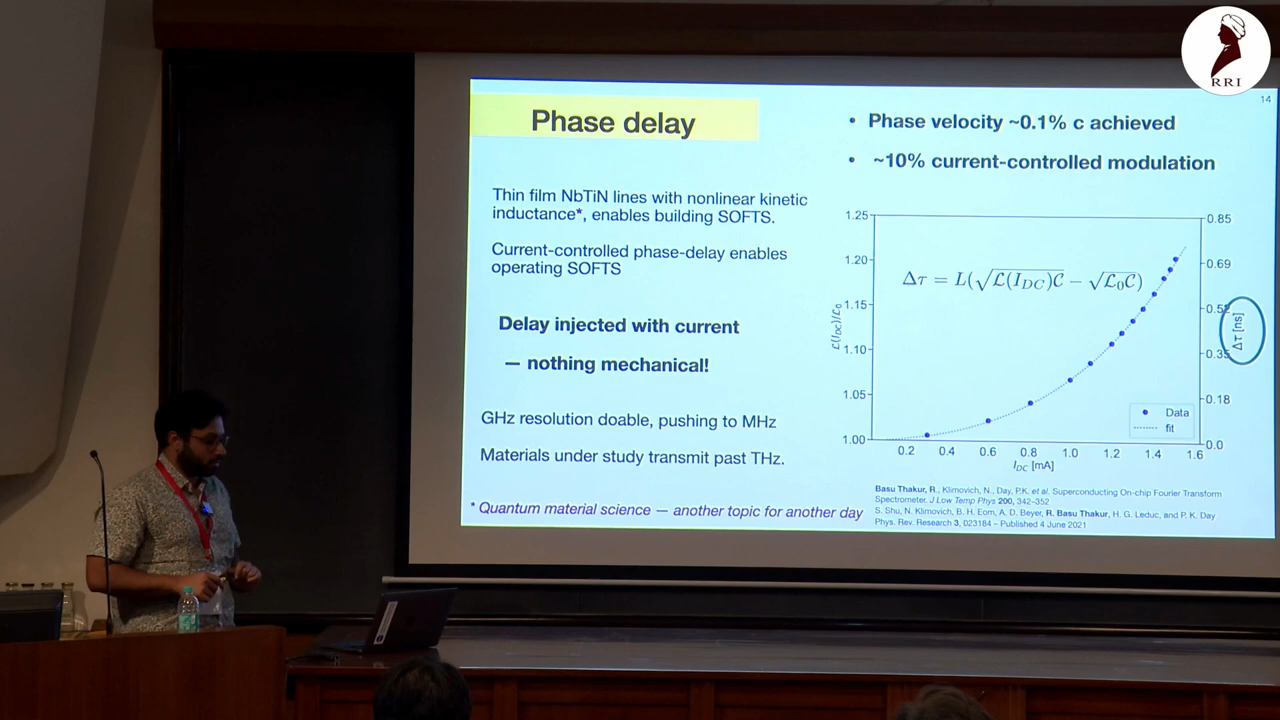 RRI
14
Phase delay
• Phase velocity ~0.1% c achieved
• ~10% current-controlled modulation
Thin film NbTiN lines with nonlinear kinetic
inductance*, enables building SOFTS.
Current-controlled phase-delay enables
operating SOFTS
Delay injected with current
— nothing mechanical!
GHz resolution doable, pushing to MHz
Materials under study transmit past THz.
* Quantum material science — another topic for another day
1.25
1.20
1.15
1.10
1.05
1.00
ℒ(I_DC)/ℒ₀
Δτ = L(√ℒ(I_DC)𝒞 − √ℒ₀𝒞)
0.85
0.69
0.52
0.35
0.18
0.0
Δτ [ns]
Data
fit
0.2 0.4 0.6 0.8 1.0 1.2 1.4 1.6
I_DC [mA]
Basu Thakur, R., Klimovich, N., Day, P.K. et al. Superconducting On-chip Fourier Transform
Spectrometer. J Low Temp Phys 200, 342–352
S. Shu, N. Klimovich, B. H. Eom, A. D. Beyer, R. Basu Thakur, H. G. Leduc, and P. K. Day
Phys. Rev. Research 3, 023184 – Published 4 June 2021